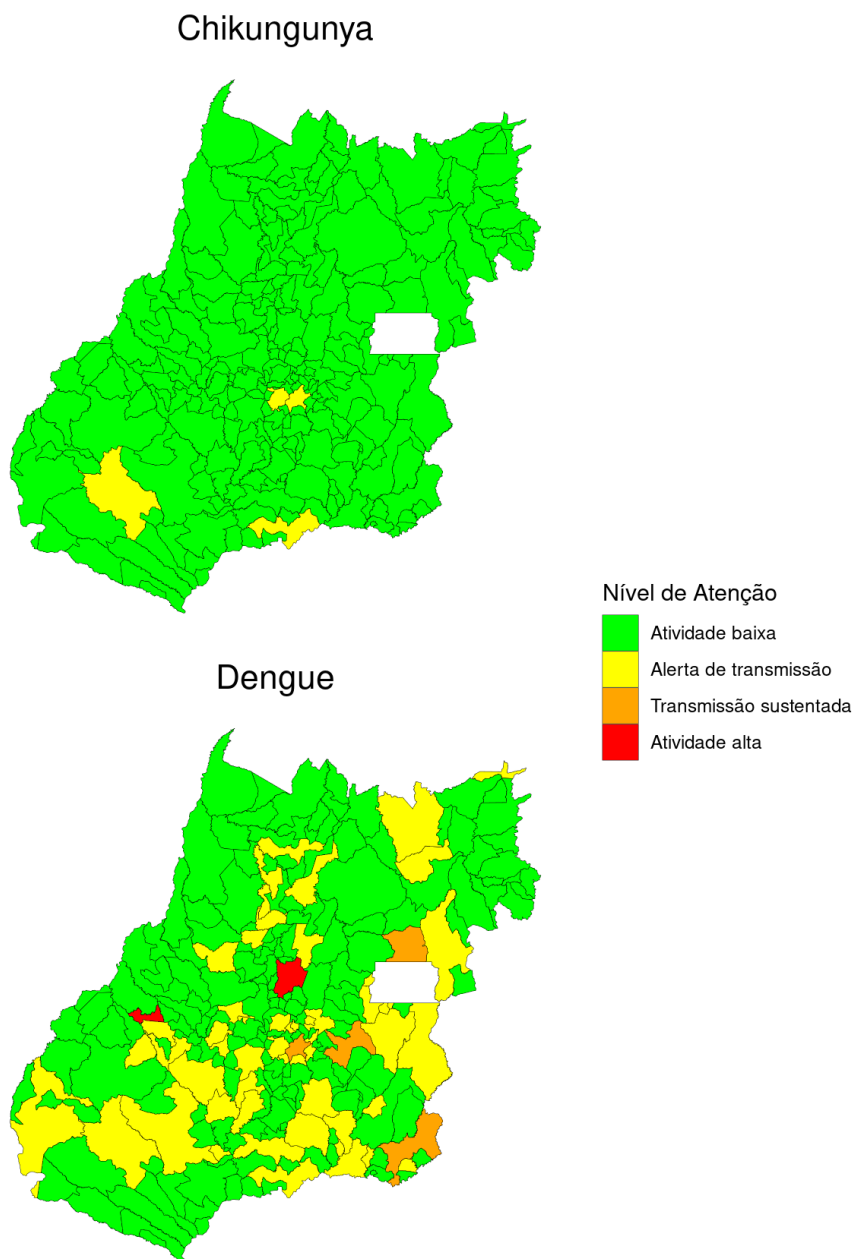 Chikungunya
Nível de Atenção
Atividade baixa
Alerta de transmissão
Transmissão sustentada
Atividade alta
Dengue